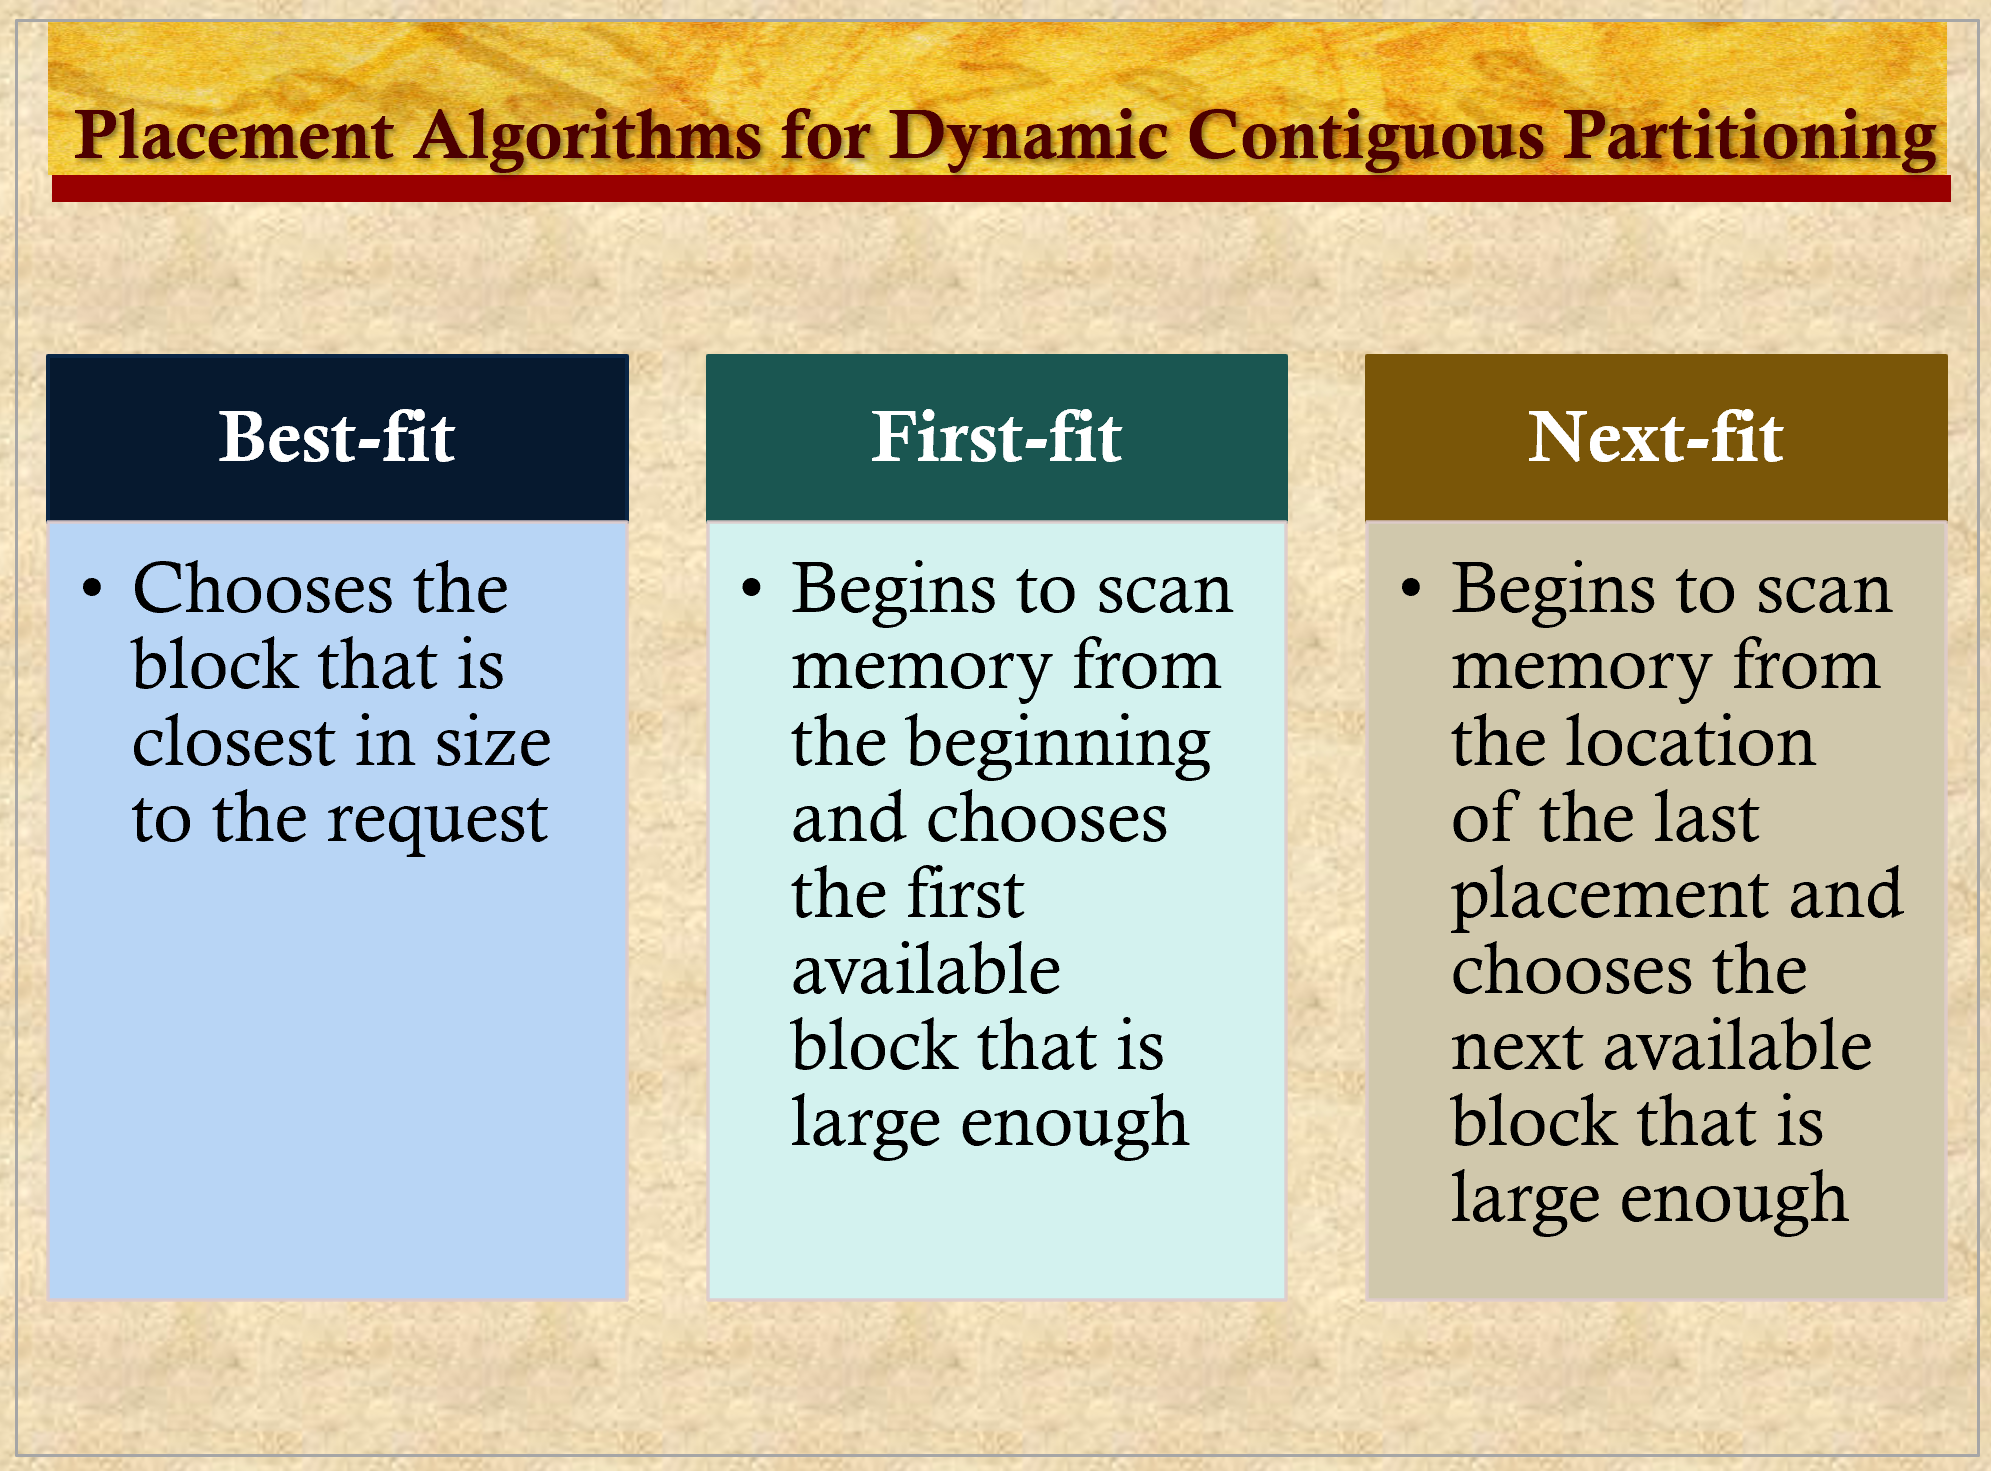 Placement Algorithms for Dynamic Contiguous Partitioning
Best-fit
• Chooses the
block that is
closest in size
to the request
First-fit
• Begins to scan
memory from
the beginning
and chooses
the first
available
block that is
large enough
Next-fit
• Begins to scan
memory from
the location
of the last
placement and
chooses the
next available
block that is
large enough